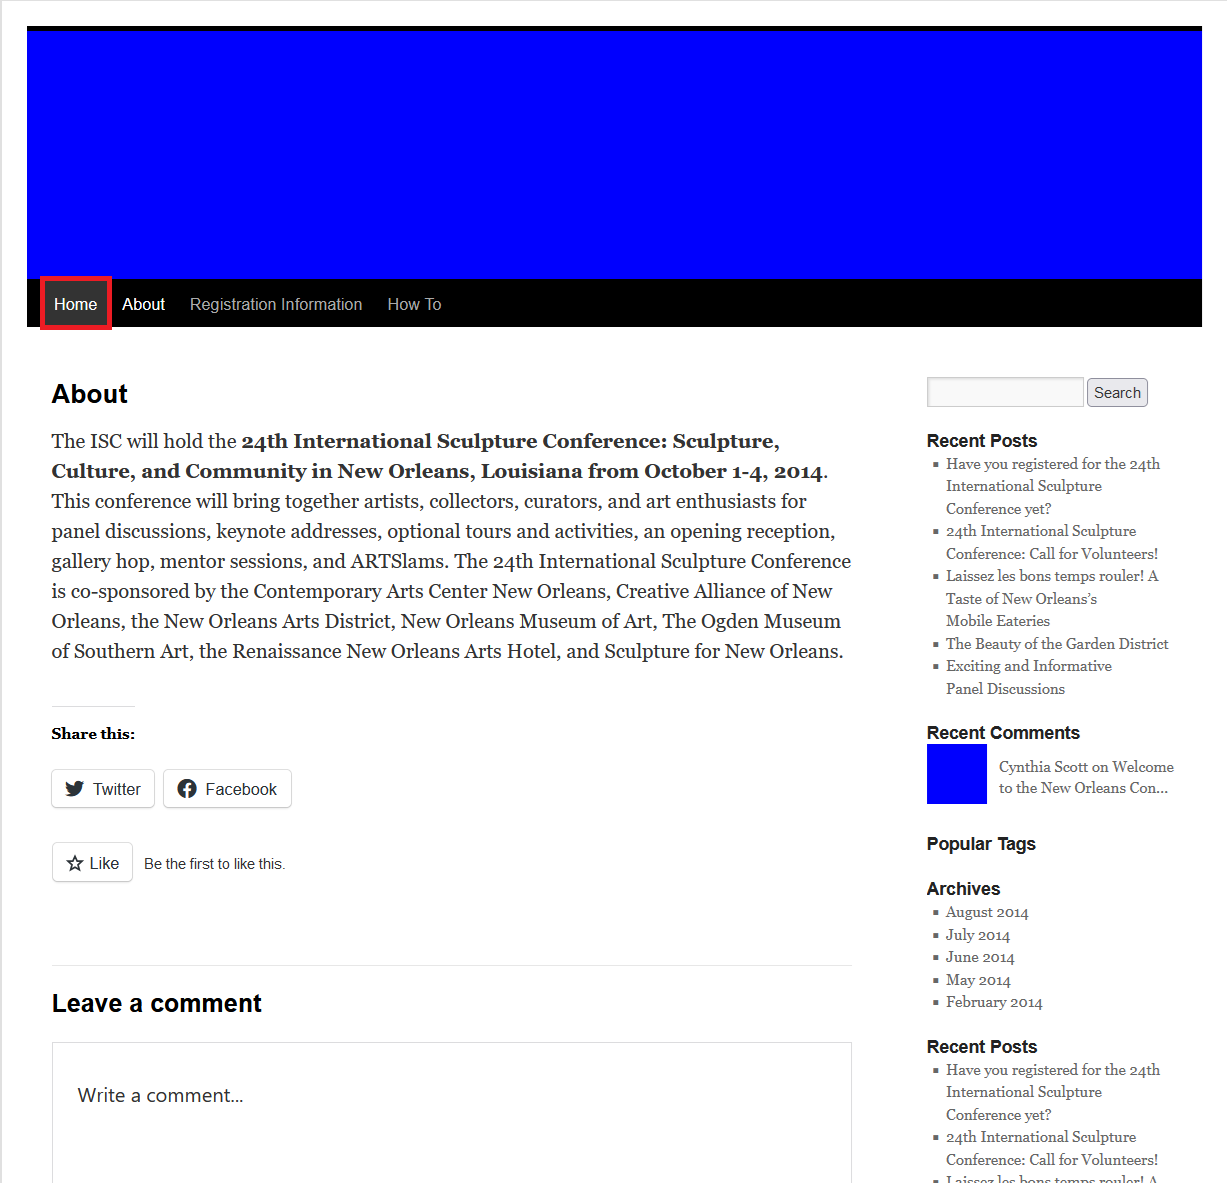 Home About Registration Information How To
About
The ISC will hold the 24th International Sculpture Conference: Sculpture,
Culture, and Community in New Orleans, Louisiana from October 1-4, 2014.
This conference will bring together artists, collectors, curators, and art enthusiasts for
panel discussions, keynote addresses, optional tours and activities, an opening reception,
gallery hop, mentor sessions, and ARTSlams. The 24th International Sculpture Conference
is co-sponsored by the Contemporary Arts Center New Orleans, Creative Alliance of New
Orleans, the New Orleans Arts District, New Orleans Museum of Art, The Ogden Museum
of Southern Art, the Renaissance New Orleans Arts Hotel, and Sculpture for New Orleans.
Share this:
Twitter Facebook
Like Be the first to like this.
Leave a comment
Write a comment...
Search
Recent Posts
Have you registered for the 24th
International Sculpture
Conference yet?
24th International Sculpture
Conference: Call for Volunteers!
Laissez les bons temps rouler! A
Taste of New Orleans’s
Mobile Eateries
The Beauty of the Garden District
Exciting and Informative
Panel Discussions
Recent Comments
Cynthia Scott on Welcome
to the New Orleans Con…
Popular Tags
Archives
August 2014
July 2014
June 2014
May 2014
February 2014
Recent Posts
Have you registered for the 24th
International Sculpture
Conference yet?
24th International Sculpture
Conference: Call for Volunteers!
Laissez les bons temps rouler! A